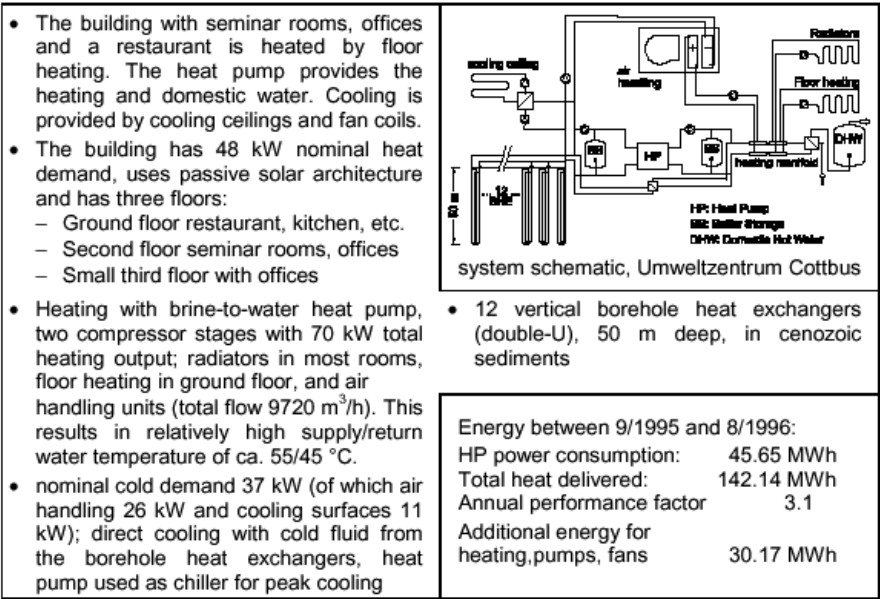 • The building with seminar rooms, offices
and a restaurant is heated by floor
heating. The heat pump provides the
heating and domestic water. Cooling is
provided by cooling ceilings and fan coils.
• The building has 48 kW nominal heat
demand, uses passive solar architecture
and has three floors:
– Ground floor restaurant, kitchen, etc.
– Second floor seminar rooms, offices
– Small third floor with offices
• Heating with brine-to-water heat pump,
two compressor stages with 70 kW total
heating output; radiators in most rooms,
floor heating in ground floor, and air
handling units (total flow 9720 m³/h). This
results in relatively high supply/return
water temperature of ca. 55/45 °C.
• nominal cold demand 37 kW (of which air
handling 26 kW and cooling surfaces 11
kW); direct cooling with cold fluid from
the borehole heat exchangers, heat
pump used as chiller for peak cooling
Radiators
cooling ceiling
air
handling
Floor heating
DHW
HP
heating manifold
12
50 m
HP: Heat Pump
Buffer Storage
DHW: Domestic Hot Water
system schematic, Umweltzentrum Cottbus
• 12 vertical borehole heat exchangers
(double-U), 50 m deep, in cenozoic
sediments
Energy between 9/1995 and 8/1996:
HP power consumption: 45.65 MWh
Total heat delivered: 142.14 MWh
Annual performance factor 3.1
Additional energy for
heating,pumps, fans 30.17 MWh